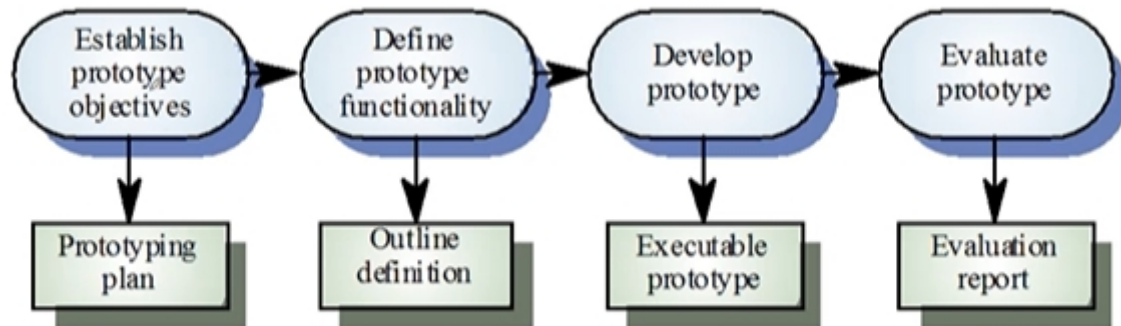 Establish
prototype
objectives
Define
prototype
functionality
Develop
prototype
Evaluate
prototype
Prototyping
plan
Outline
definition
Executable
prototype
Evaluation
report